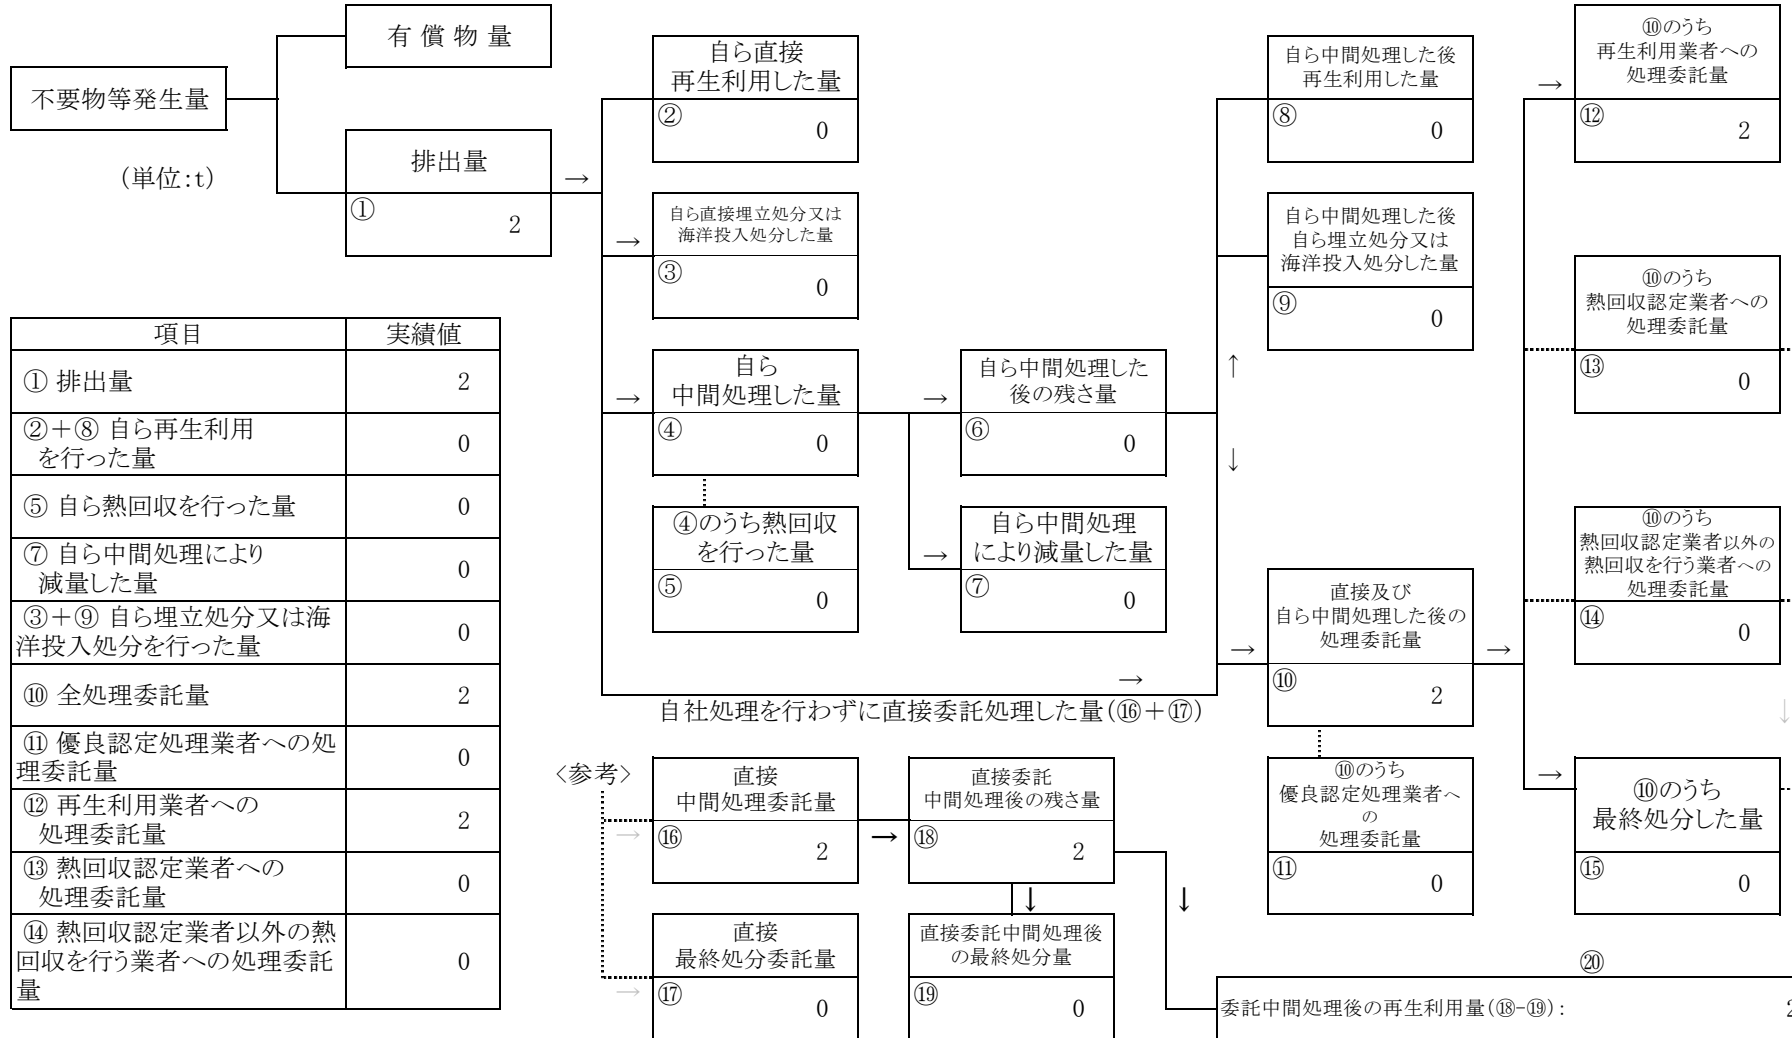 有 償 物 量
不要物等発生量
(単位:t)
排出量
→
①
2
自ら直接
再生利用した量
②
0
→
自ら直接埋立処分又は
海洋投入処分した量
③
0
→
自ら
中間処理した量
④
0
④のうち熱回収
を行った量
⑤
0
→
自ら中間処理した
後の残さ量
⑥
0
→
自ら中間処理
により減量した量
⑦
0
自ら中間処理した後
再生利用した量
⑧
0
自ら中間処理した後
自ら埋立処分又は
海洋投入処分した量
⑨
0
↑
↓
→
自社処理を行わずに直接委託処理した量(⑯+⑰)
→
直接及び
自ら中間処理した後の
処理委託量
⑩
2
→
⑩のうち
優良認定処理業者へ
の
処理委託量
⑪
0
→
⑩のうち
再生利用業者への
処理委託量
⑫
2
⑩のうち
熱回収認定業者への
処理委託量
⑬
0
⑩のうち
熱回収認定業者以外の
熱回収を行う業者への
処理委託量
⑭
0
↓
→
⑩のうち
最終処分した量
⑮
0
項目 実績値
① 排出量 2
②+⑧ 自ら再生利用
を行った量 0
⑤ 自ら熱回収を行った量 0
⑦ 自ら中間処理により
減量した量 0
③+⑨ 自ら埋立処分又は海
洋投入処分を行った量 0
⑩ 全処理委託量 2
⑪ 優良認定処理業者への処
理委託量 0
⑫ 再生利用業者への
処理委託量 2
⑬ 熱回収認定業者への
処理委託量 0
⑭ 熱回収認定業者以外の熱
回収を行う業者への処理委託
量 0
〈参考〉
→
直接
中間処理委託量
⑯
2
→
直接委託
中間処理後の残さ量
⑱
2
↓
↓
→
直接
最終処分委託量
⑰
0
直接委託中間処理後
の最終処分量
⑲
0
⑳
委託中間処理後の再生利用量(⑱-⑲): 2